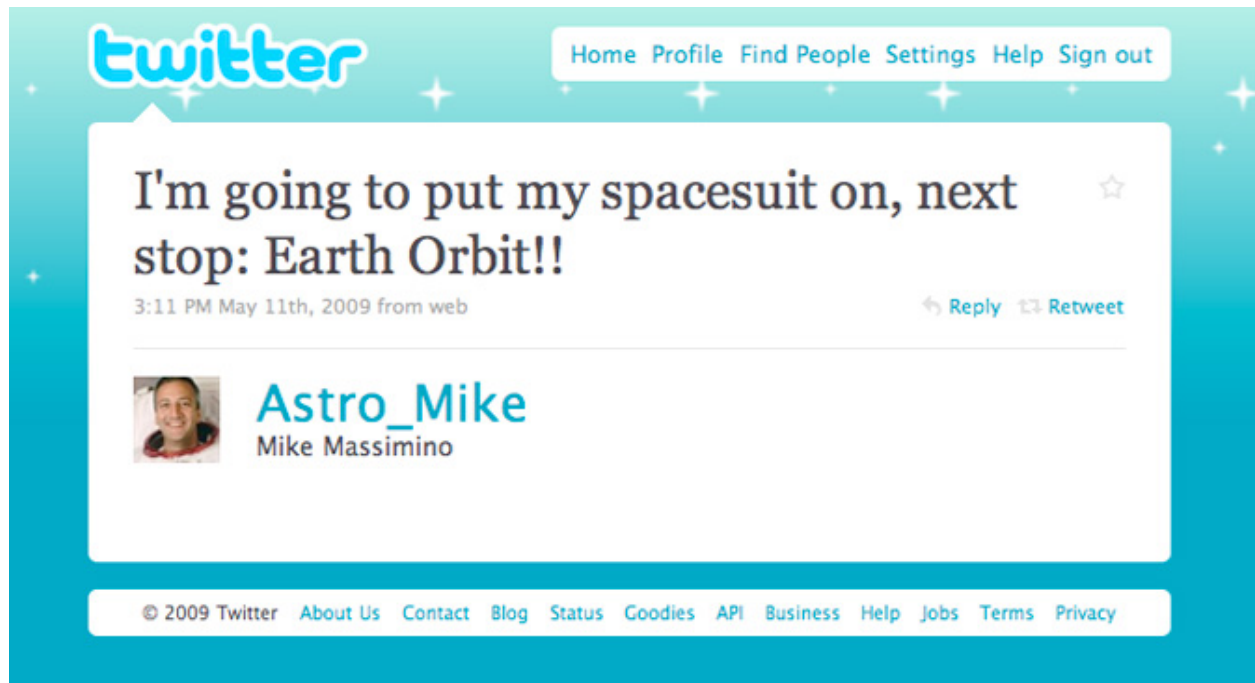 twitter
Home Profile Find People Settings Help Sign out
I'm going to put my spacesuit on, next
stop: Earth Orbit!!
3:11 PM May 11th, 2009 from web
Reply Retweet
Astro_Mike
Mike Massimino
© 2009 Twitter About Us Contact Blog Status Goodies API Business Help Jobs Terms Privacy